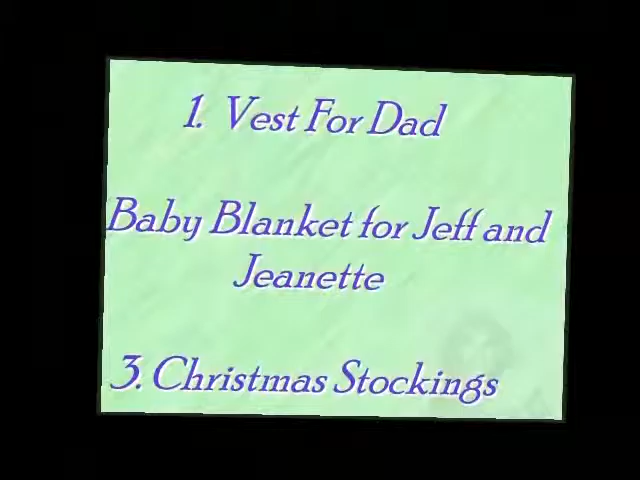 1. Vest For Dad
Baby Blanket for Jeff and
Jeanette
3. Christmas Stockings